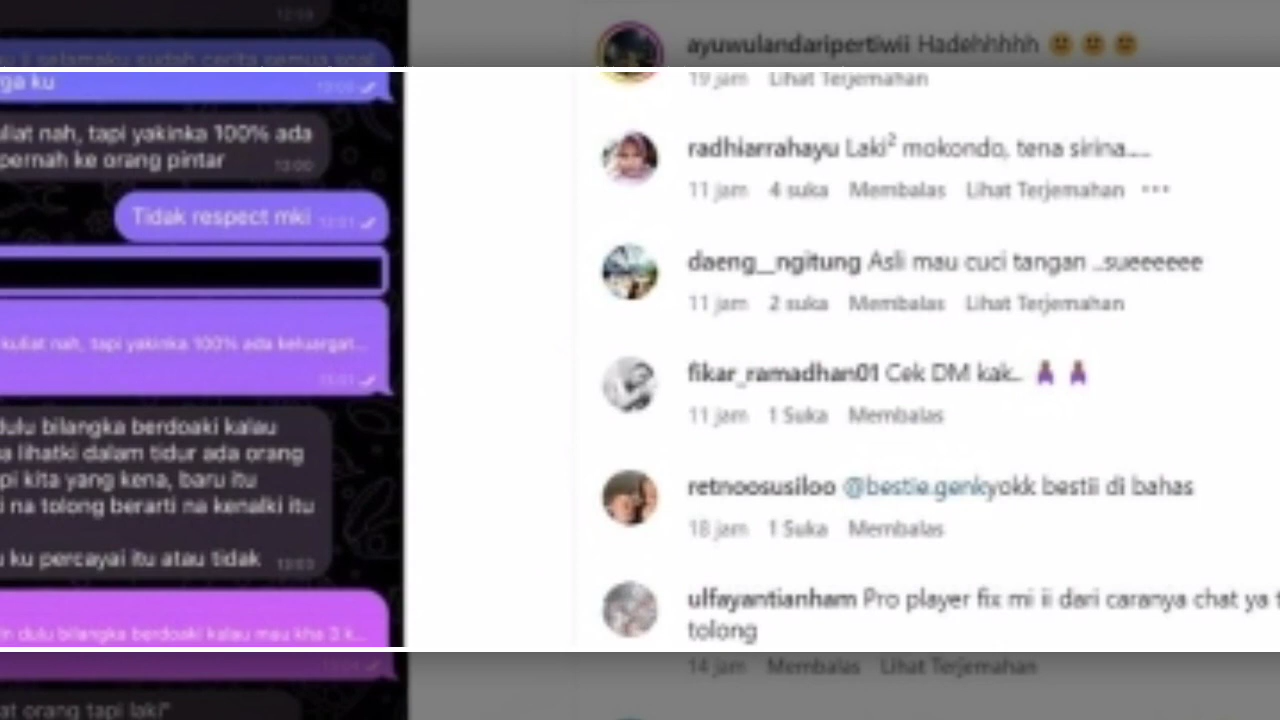 12:59
rga ku
13:00
uliat nah, tapi yakinka 100% ada
pernah ke orang pintar
13:00
Tidak respect mki
13:01
kuliat nah, tapi yakinka 100% ada keluargat...
13:01
dulu bilangka berdoaki kalau
a lihatki dalam tidur ada orang
pi kita yang kena, baru itu
i na tolong berarti na kenalki itu
u ku percayai itu atau tidak
13:03
in dulu bilangka berdoaki kalau mau kha 3 k...
at orang tapi laki"
ayuwulandaripertiwii Hadehhhhh 🙂 🙂 🙂
19 jam Lihat Terjemahan
radhiarrahayu Laki² mokondo, tena sirina.....
11 jam 4 suka Membalas Lihat Terjemahan •••
daeng__ngitung Asli mau cuci tangan ..sueeeeee
11 jam 2 suka Membalas Lihat Terjemahan
fikar_ramadhan01 Cek DM kak..
11 jam 1 Suka Membalas
retnoosusiloo @bestie.genkyokk bestii di bahas
18 jam 1 Suka Membalas
ulfayantianham Pro player fix mi ii dari caranya chat ya t
tolong
14 jam Membalas Lihat Terjemahan